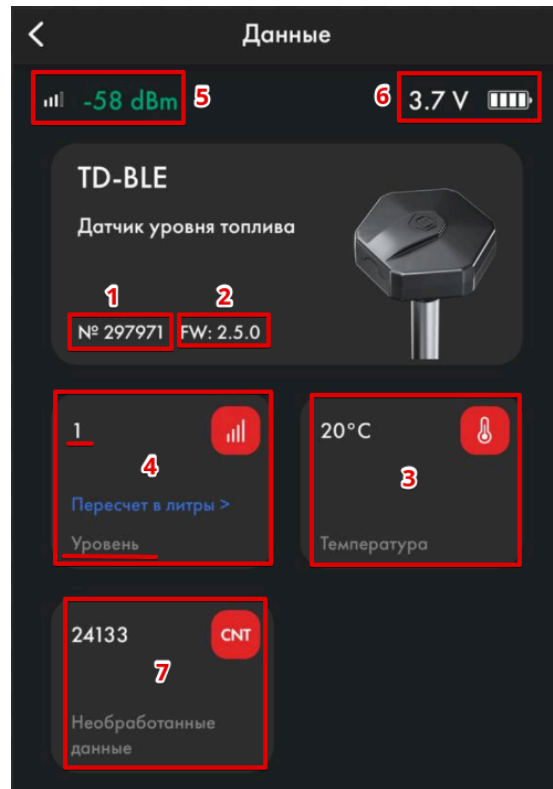 Данные
-58 dBm 5
6 3.7 V
TD-BLE
Датчик уровня топлива
1 2
№ 297971 FW: 2.5.0
1
4
Пересчет в литры >
Уровень
20°C
3
Температура
24133 CNT
7
Необработанные
данные